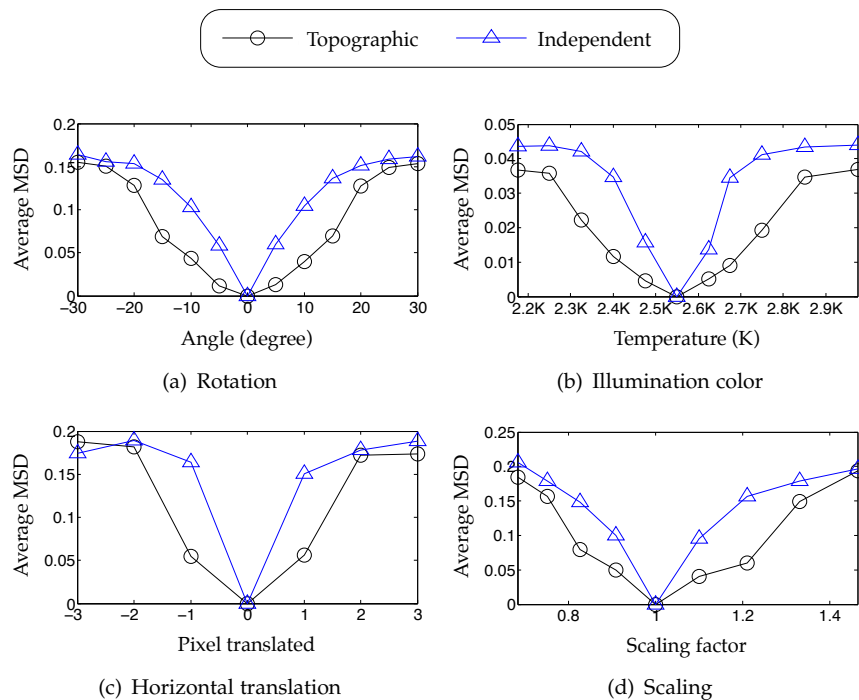 Topographic Independent
0.2
0.15
0.1
0.05
0
Average MSD
−30 −20 −10 0 10 20 30
Angle (degree)
(a) Rotation
0.05
0.04
0.03
0.02
0.01
0
Average MSD
2.2K 2.3K 2.4K 2.5K 2.6K 2.7K 2.8K 2.9K
Temperature (K)
(b) Illumination color
0.2
0.15
0.1
0.05
0
Average MSD
−3 −2 −1 0 1 2 3
Pixel translated
(c) Horizontal translation
0.25
0.2
0.15
0.1
0.05
0
Average MSD
0.8 1 1.2 1.4
Scaling factor
(d) Scaling